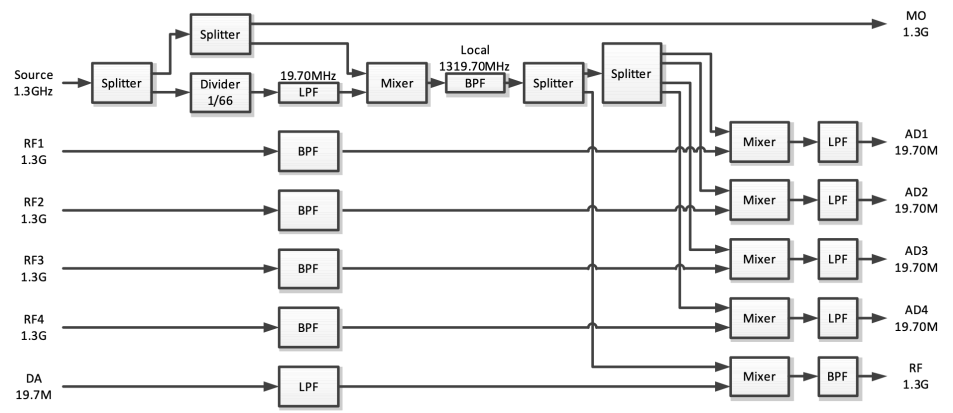 MO
1.3G
Splitter
Local
1319.70MHz
Source
1.3GHz
Splitter
Divider
1/66
19.70MHz
LPF
Mixer
BPF
Splitter
Splitter
RF1
1.3G
BPF
Mixer
LPF
AD1
19.70M
RF2
1.3G
BPF
Mixer
LPF
AD2
19.70M
RF3
1.3G
BPF
Mixer
LPF
AD3
19.70M
RF4
1.3G
BPF
Mixer
LPF
AD4
19.70M
DA
19.7M
LPF
Mixer
BPF
RF
1.3G